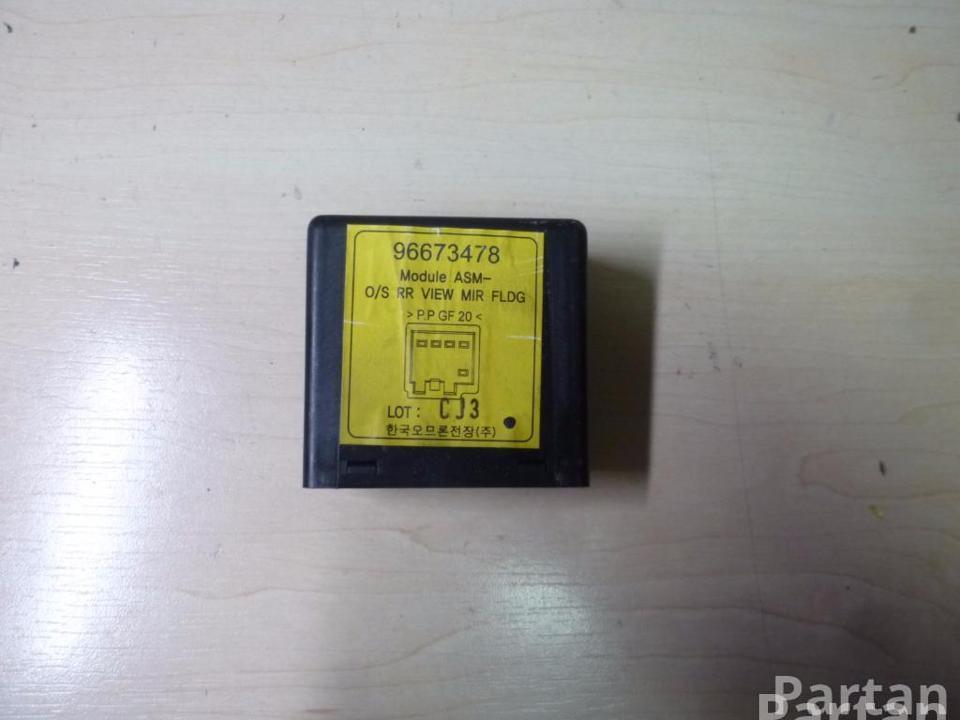 96673478
Module ASM-
O/S RR VIEW MIR FLDG
> P.P GF 20 <
LOT : CJ3
한국오므론전장(주)
Partan
Partan